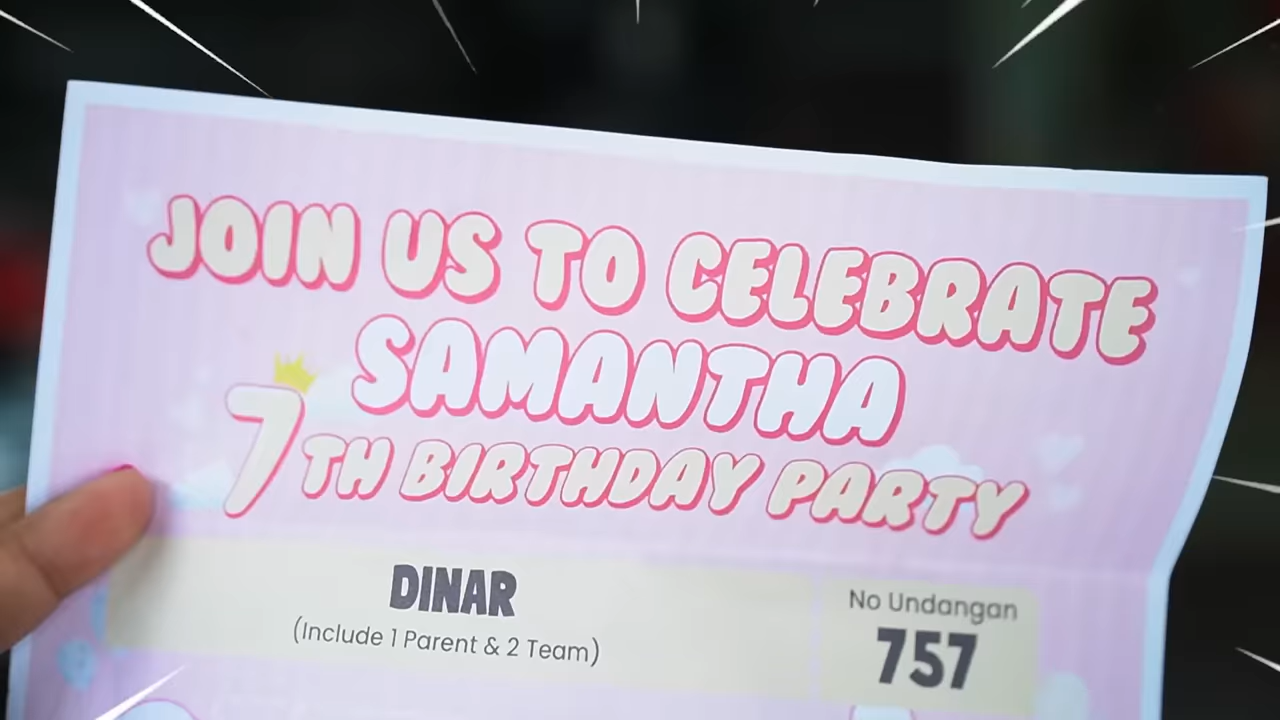 JOIN US TO CELEBRATE
SAMANTHA
7TH BIRTHDAY PARTY
DINAR
(Include 1 Parent & 2 Team)
No Undangan
757